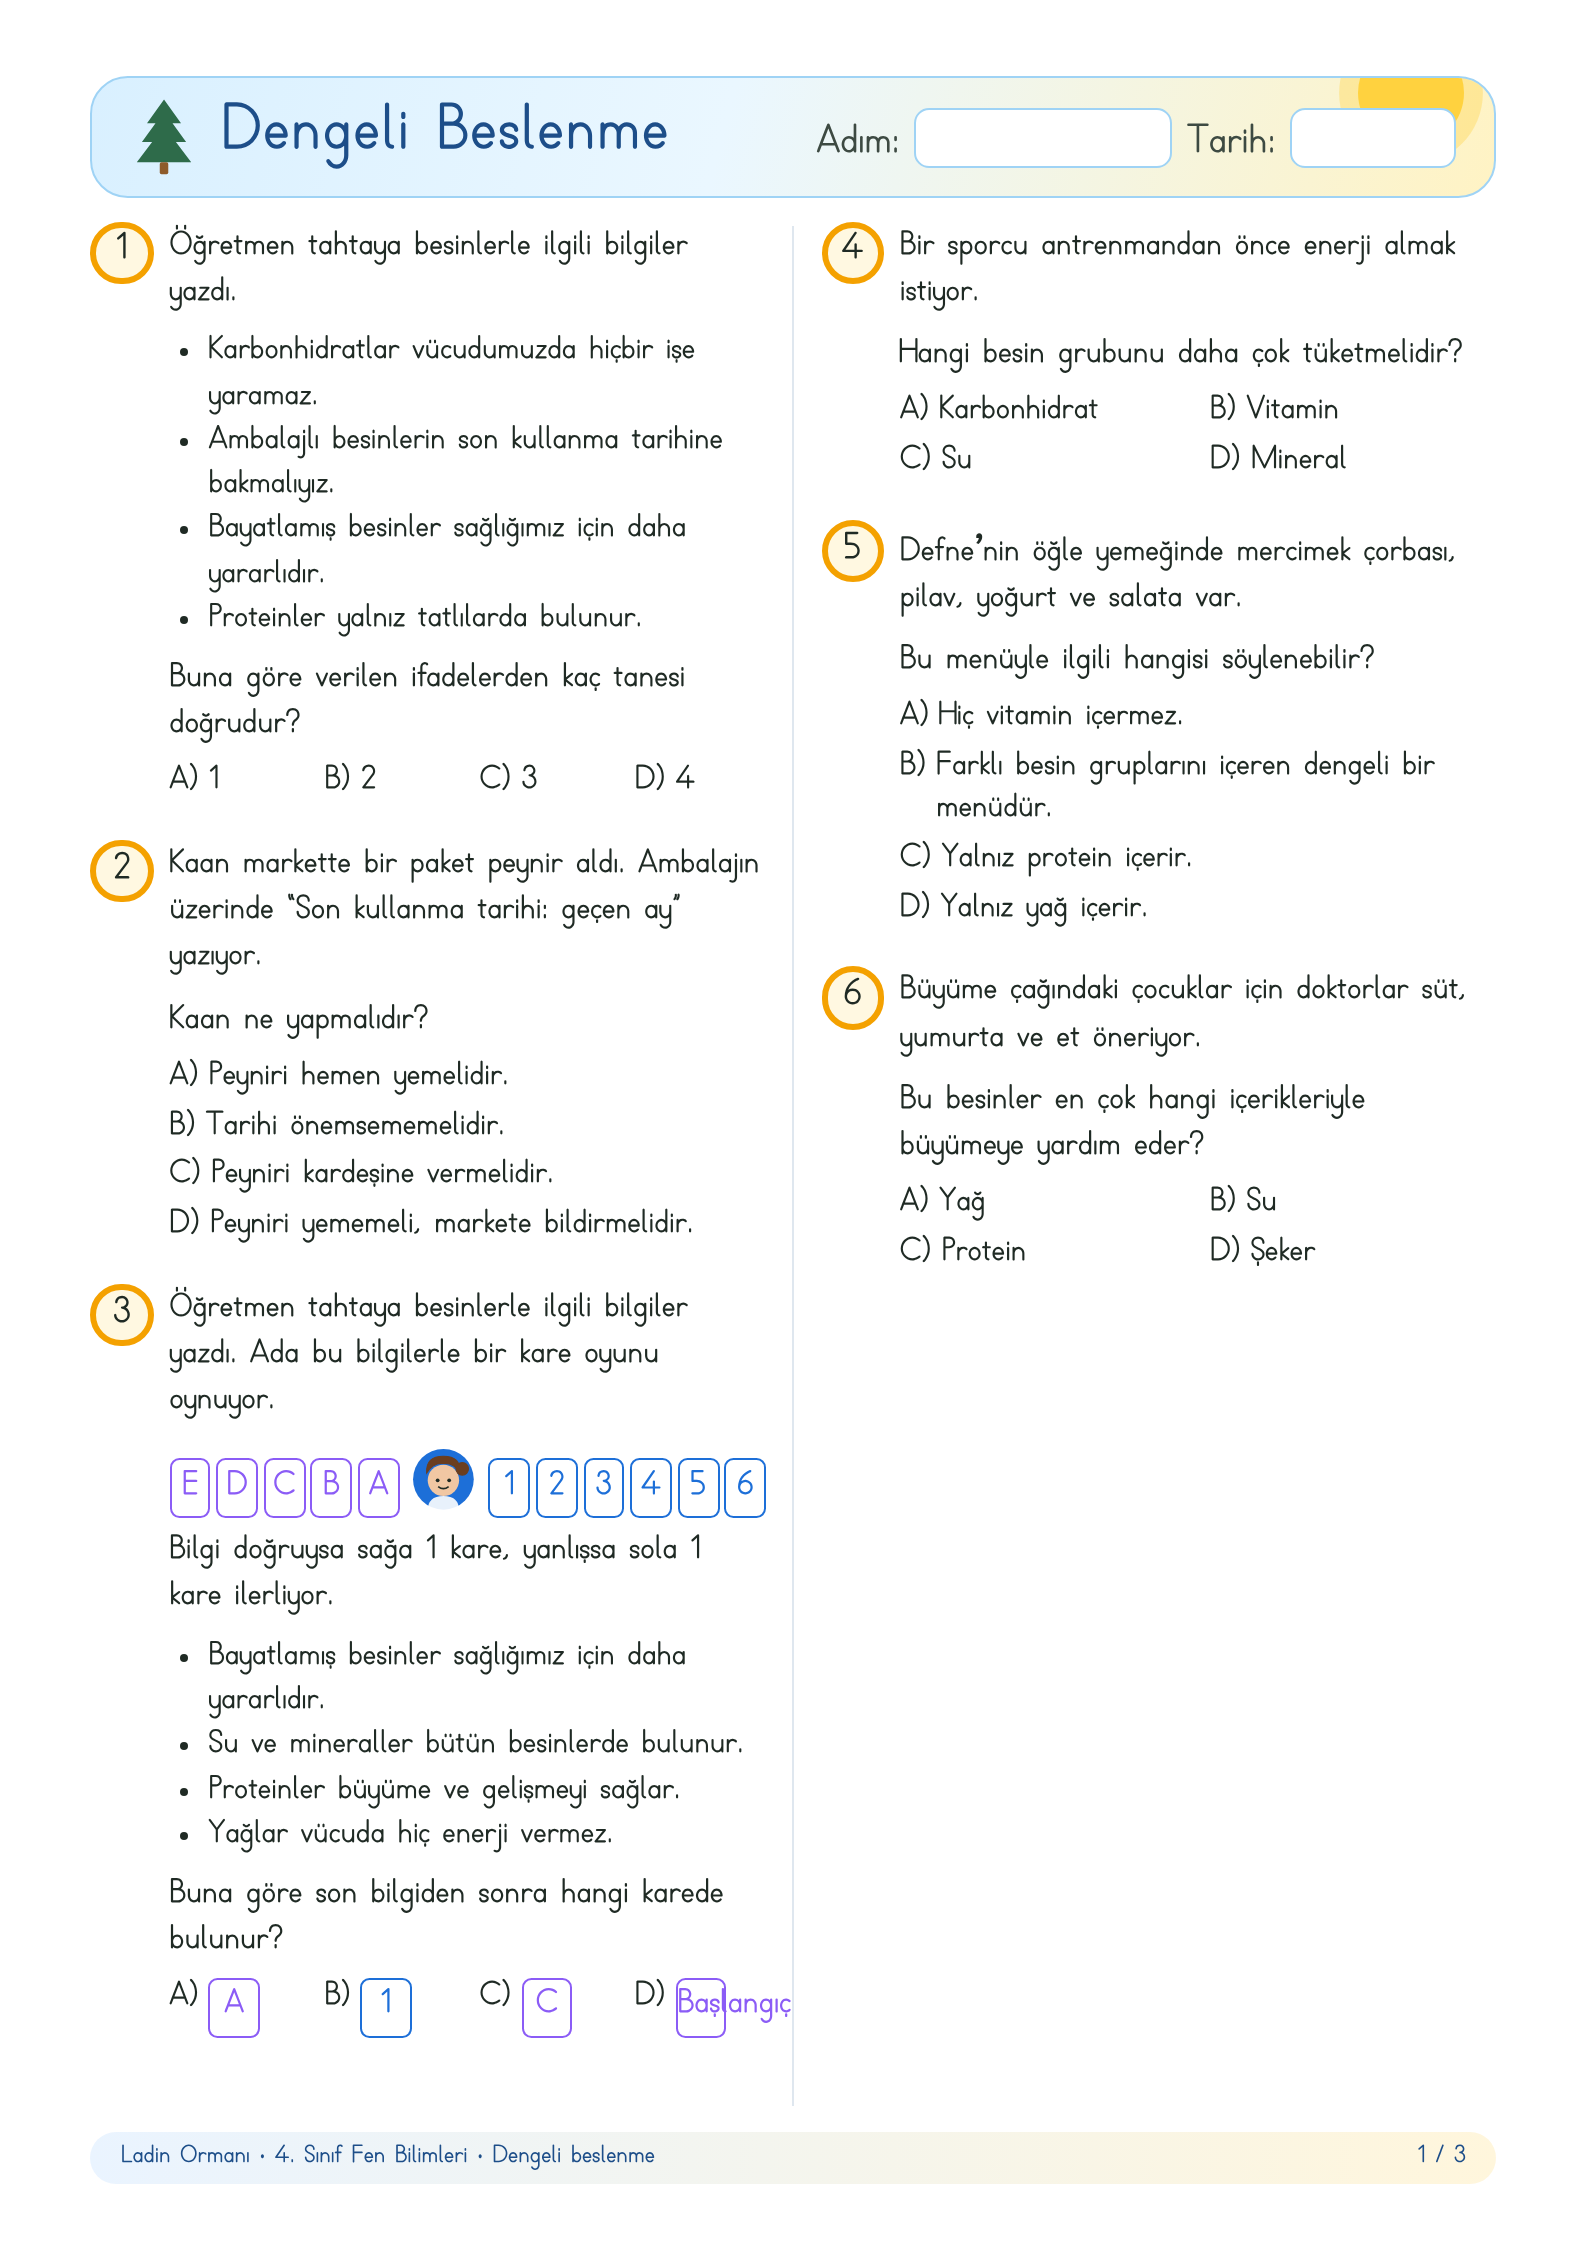 Dengeli Beslenme
Adım:
Tarih:
1
Öğretmen tahtaya besinlerle ilgili bilgiler
yazdı.
• Karbonhidratlar vücudumuzda hiçbir işe
yaramaz.
• Ambalajlı besinlerin son kullanma tarihine
bakmalıyız.
• Bayatlamış besinler sağlığımız için daha
yararlıdır.
• Proteinler yalnız tatlılarda bulunur.
Buna göre verilen ifadelerden kaç tanesi
doğrudur?
A) 1 B) 2 C) 3 D) 4
2
Kaan markette bir paket peynir aldı. Ambalajın
üzerinde “Son kullanma tarihi: geçen ay”
yazıyor.
Kaan ne yapmalıdır?
A) Peyniri hemen yemelidir.
B) Tarihi önemsememelidir.
C) Peyniri kardeşine vermelidir.
D) Peyniri yememeli, markete bildirmelidir.
3
Öğretmen tahtaya besinlerle ilgili bilgiler
yazdı. Ada bu bilgilerle bir kare oyunu
oynuyor.
E D C B A 1 2 3 4 5 6
Bilgi doğruysa sağa 1 kare, yanlışsa sola 1
kare ilerliyor.
• Bayatlamış besinler sağlığımız için daha
yararlıdır.
• Su ve mineraller bütün besinlerde bulunur.
• Proteinler büyüme ve gelişmeyi sağlar.
• Yağlar vücuda hiç enerji vermez.
Buna göre son bilgiden sonra hangi karede
bulunur?
A) A B) 1 C) C D) Başlangıç
4
Bir sporcu antrenmandan önce enerji almak
istiyor.
Hangi besin grubunu daha çok tüketmelidir?
A) Karbonhidrat B) Vitamin
C) Su D) Mineral
5
Defne’nin öğle yemeğinde mercimek çorbası,
pilav, yoğurt ve salata var.
Bu menüyle ilgili hangisi söylenebilir?
A) Hiç vitamin içermez.
B) Farklı besin gruplarını içeren dengeli bir
menüdür.
C) Yalnız protein içerir.
D) Yalnız yağ içerir.
6
Büyüme çağındaki çocuklar için doktorlar süt,
yumurta ve et öneriyor.
Bu besinler en çok hangi içerikleriyle
büyümeye yardım eder?
A) Yağ B) Su
C) Protein D) Şeker
Ladin Ormanı • 4. Sınıf Fen Bilimleri • Dengeli beslenme
1 / 3